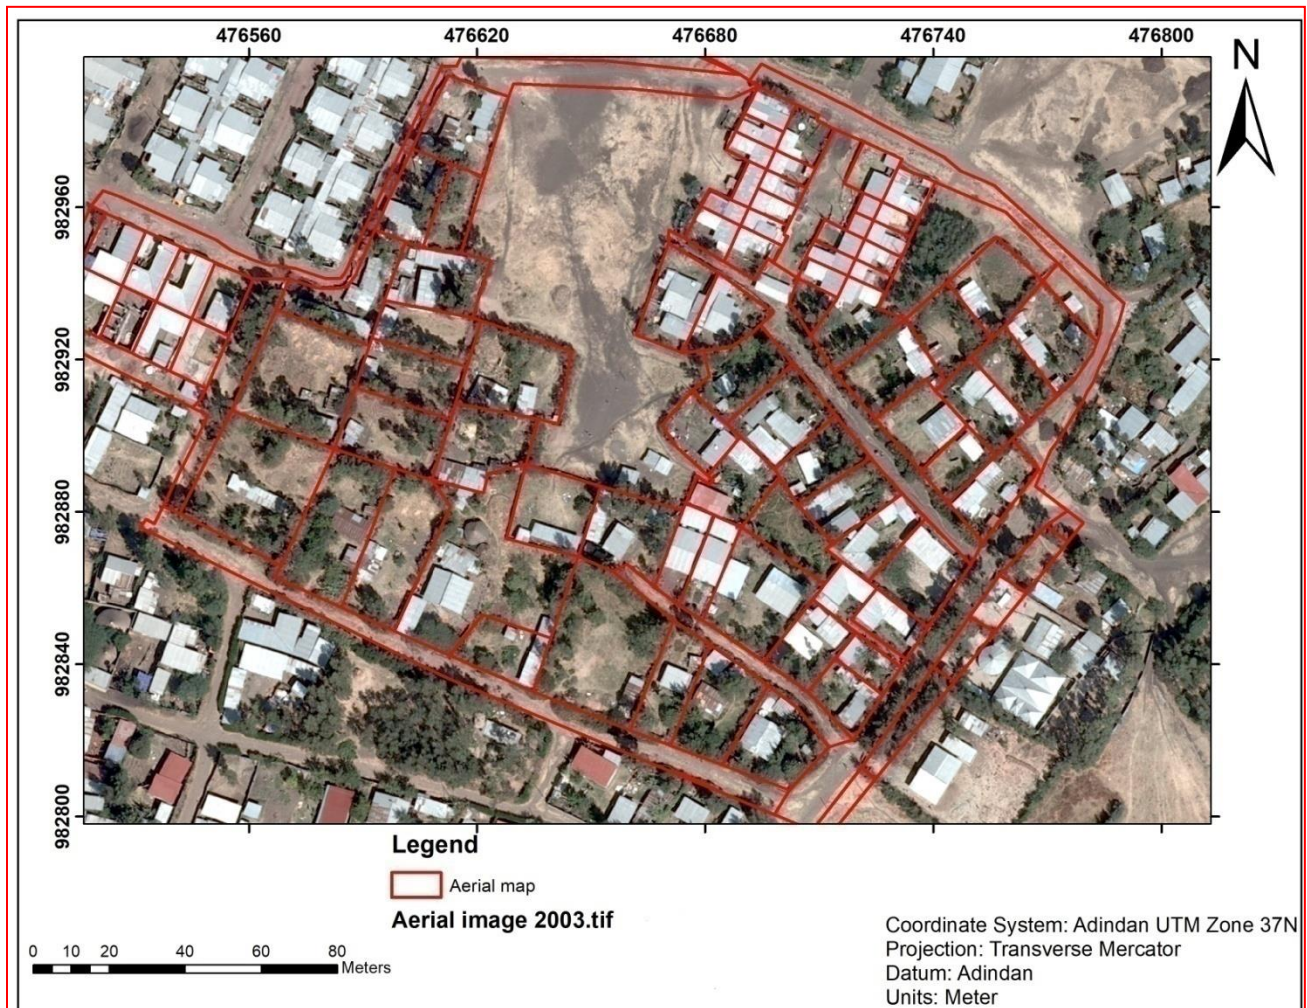 476560 476620 476680 476740 476800
N
982960
982920
982880
982840
982800
Legend
Aerial map
Aerial image 2003.tif
0 10 20 40 60 80
Meters
Coordinate System: Adindan UTM Zone 37N
Projection: Transverse Mercator
Datum: Adindan
Units: Meter